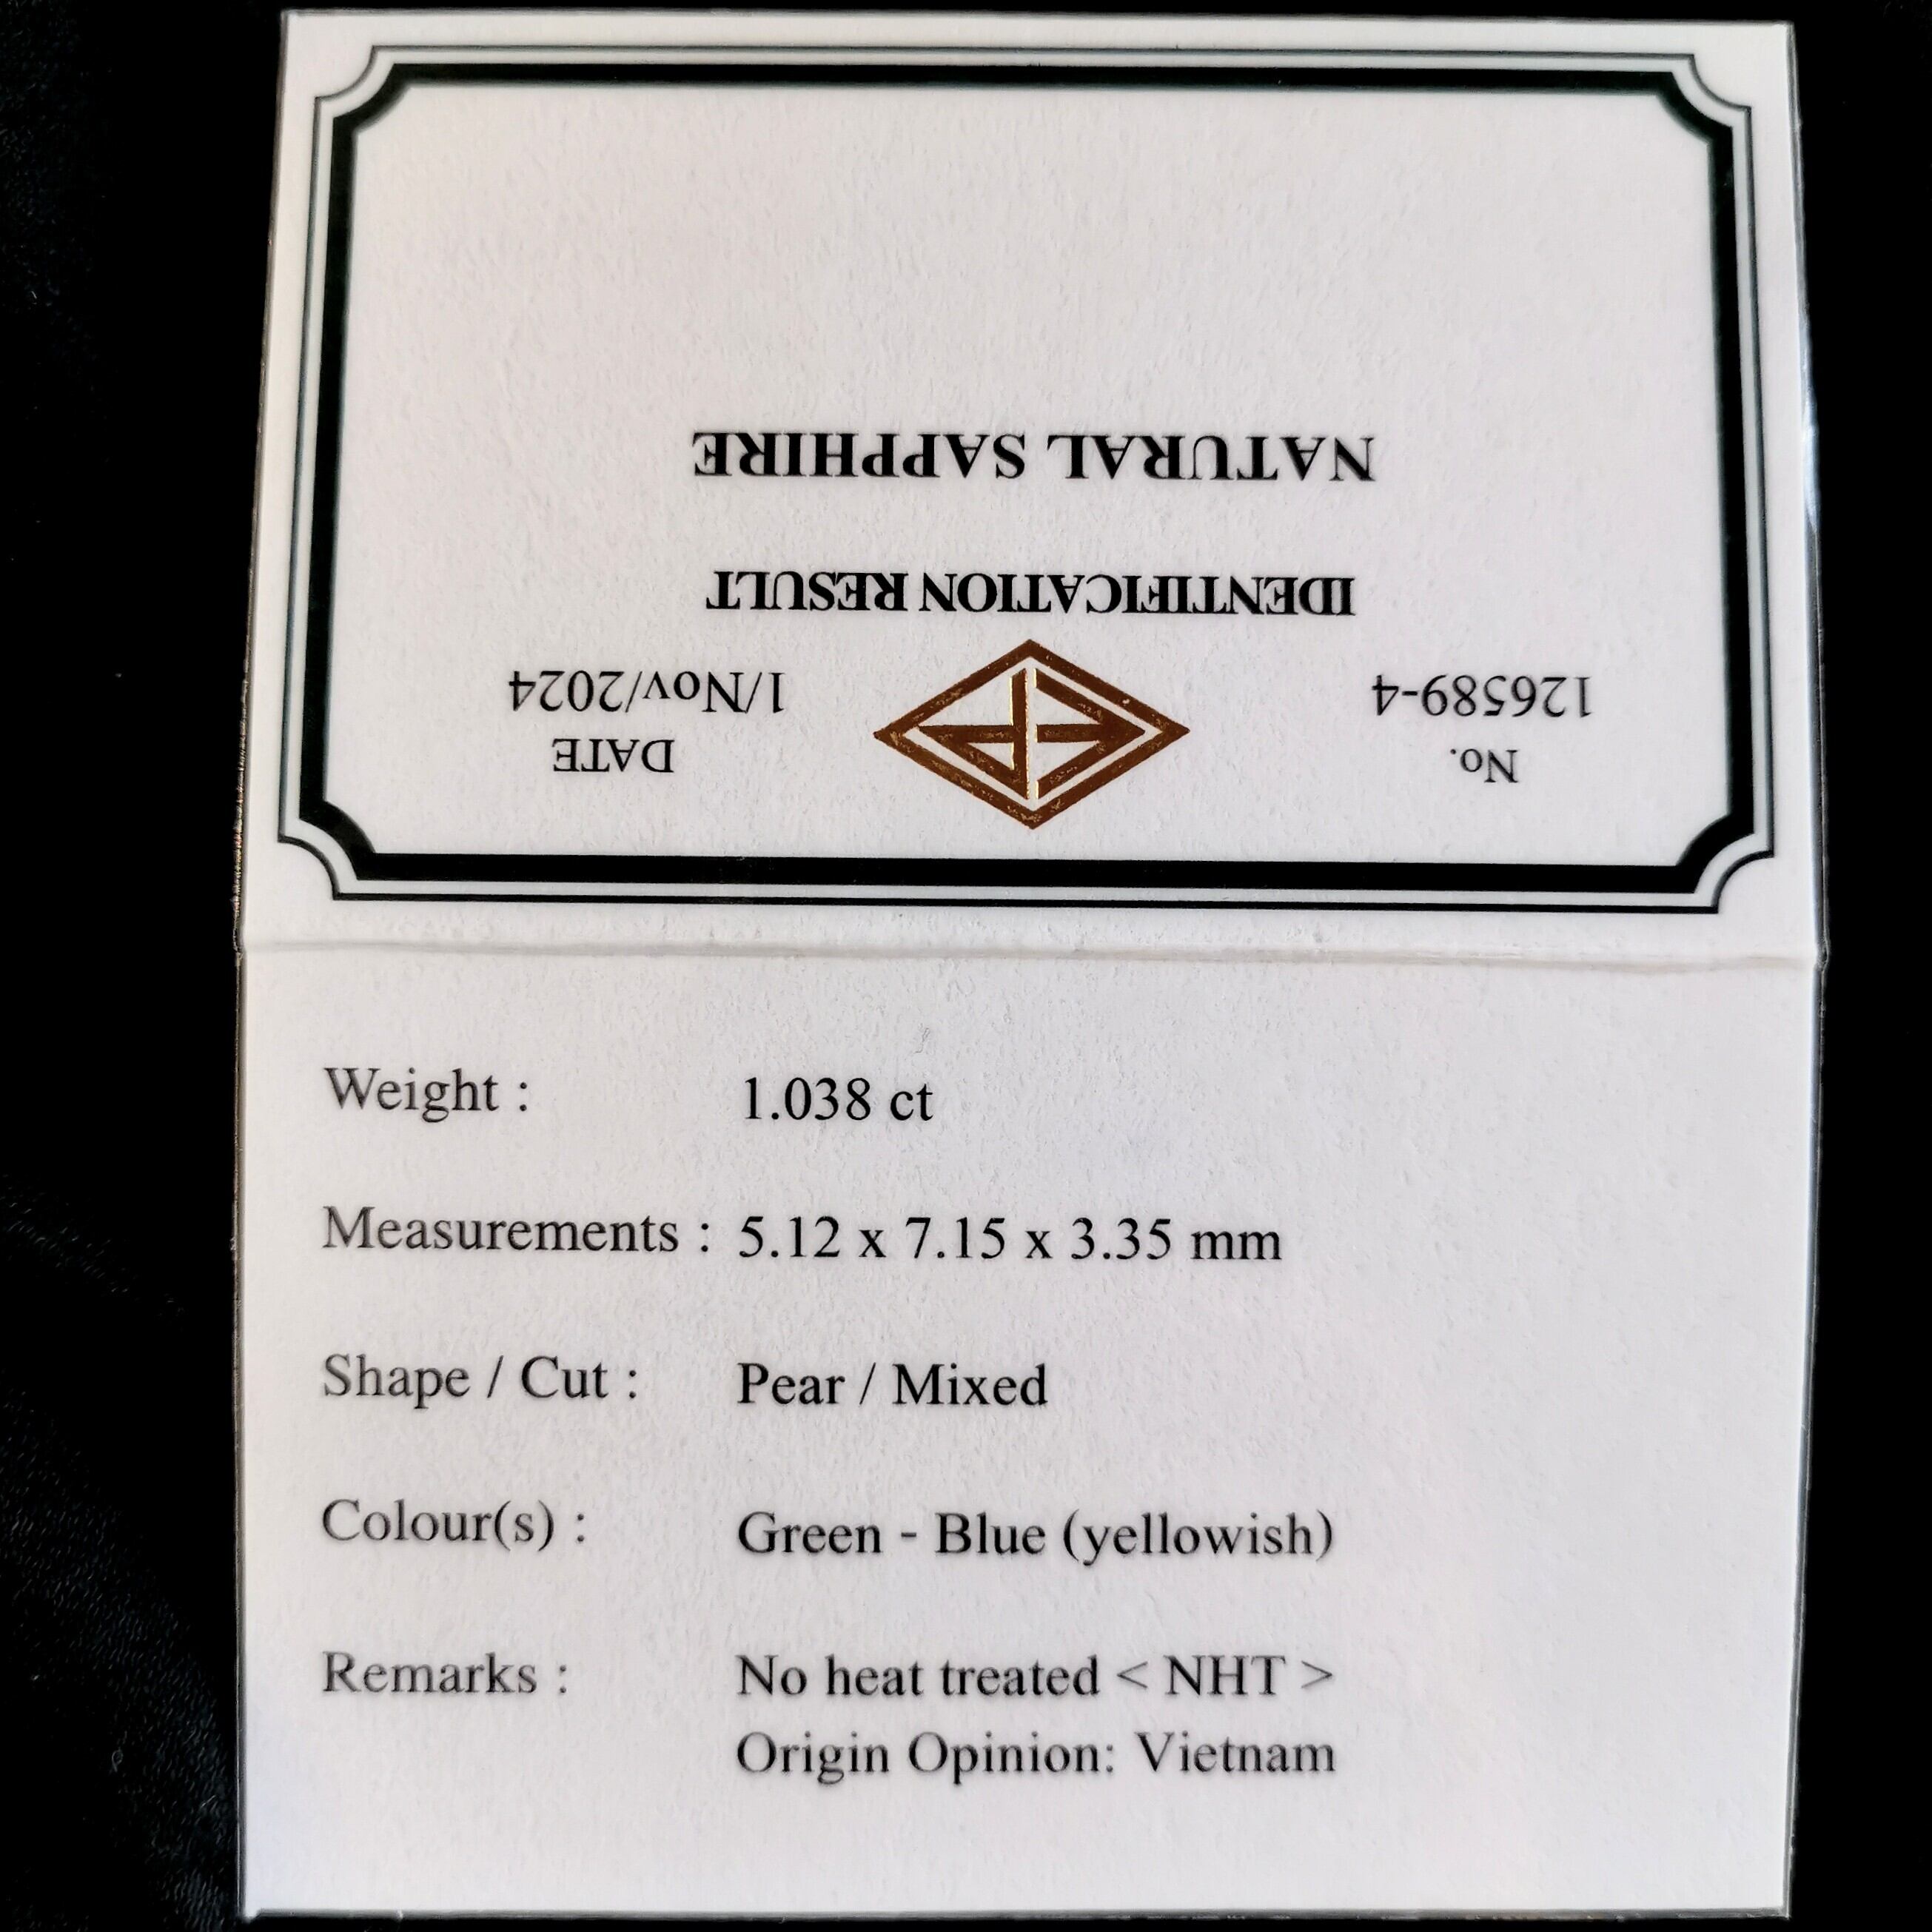 No.
126589-4
DATE
1/Nov/2024
IDENTIFICATION RESULT
NATURAL SAPPHIRE
Weight : 1.038 ct
Measurements : 5.12 x 7.15 x 3.35 mm
Shape / Cut : Pear / Mixed
Colour(s) : Green - Blue (yellowish)
Remarks : No heat treated < NHT >
Origin Opinion: Vietnam